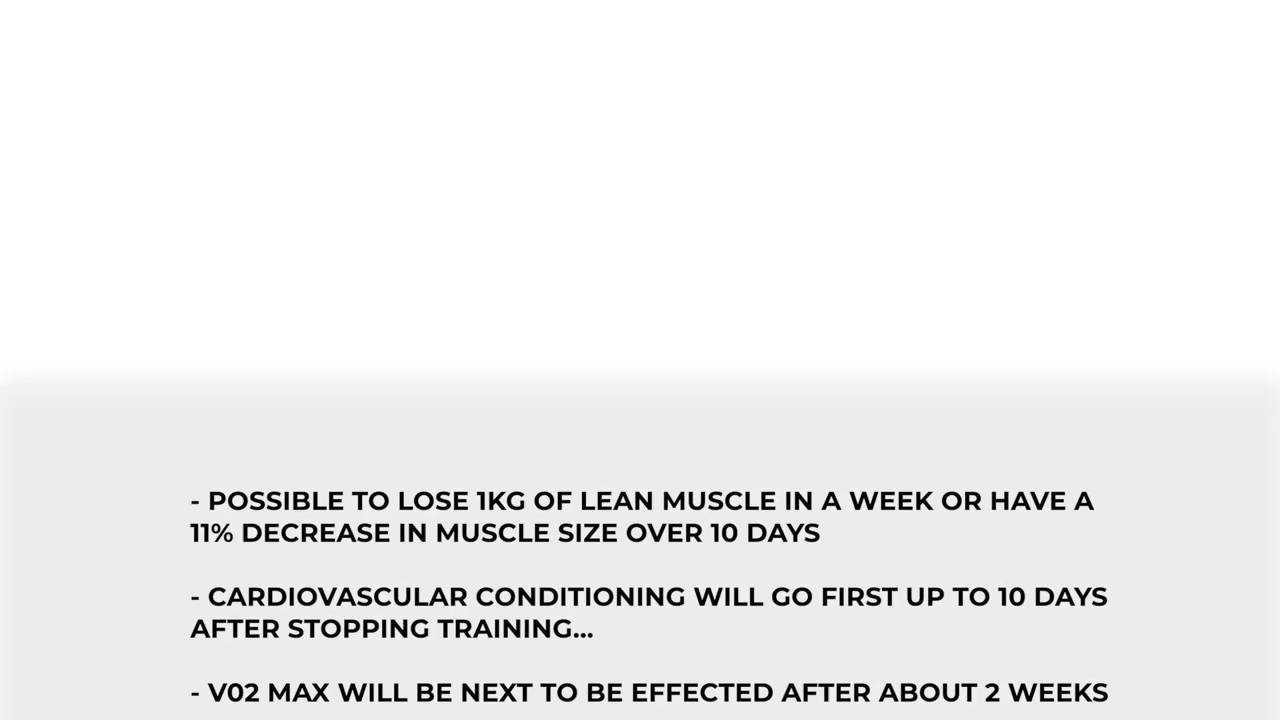 - POSSIBLE TO LOSE 1KG OF LEAN MUSCLE IN A WEEK OR HAVE A
11% DECREASE IN MUSCLE SIZE OVER 10 DAYS
- CARDIOVASCULAR CONDITIONING WILL GO FIRST UP TO 10 DAYS
AFTER STOPPING TRAINING...
- V02 MAX WILL BE NEXT TO BE EFFECTED AFTER ABOUT 2 WEEKS